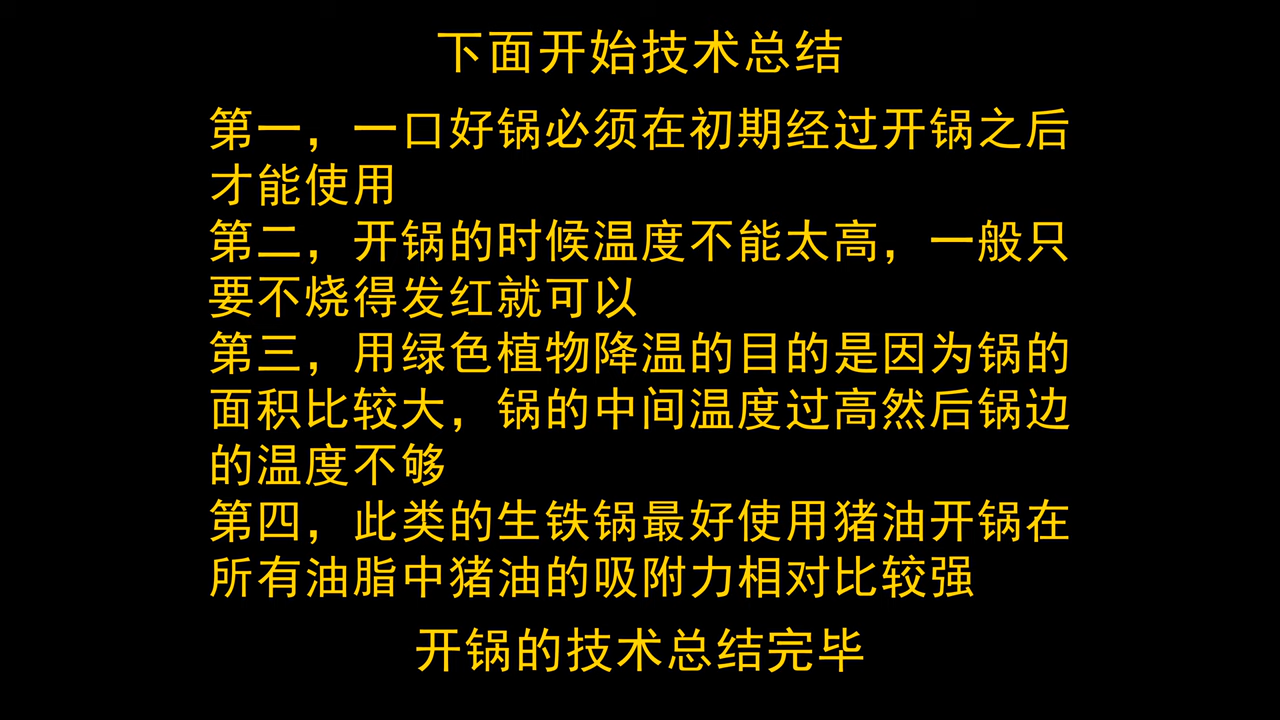 下面开始技术总结
第一，一口好锅必须在初期经过开锅之后
才能使用
第二，开锅的时候温度不能太高，一般只
要不烧得发红就可以
第三，用绿色植物降温的目的是因为锅的
面积比较大，锅的中间温度过高然后锅边
的温度不够
第四，此类的生铁锅最好使用猪油开锅在
所有油脂中猪油的吸附力相对比较强
开锅的技术总结完毕